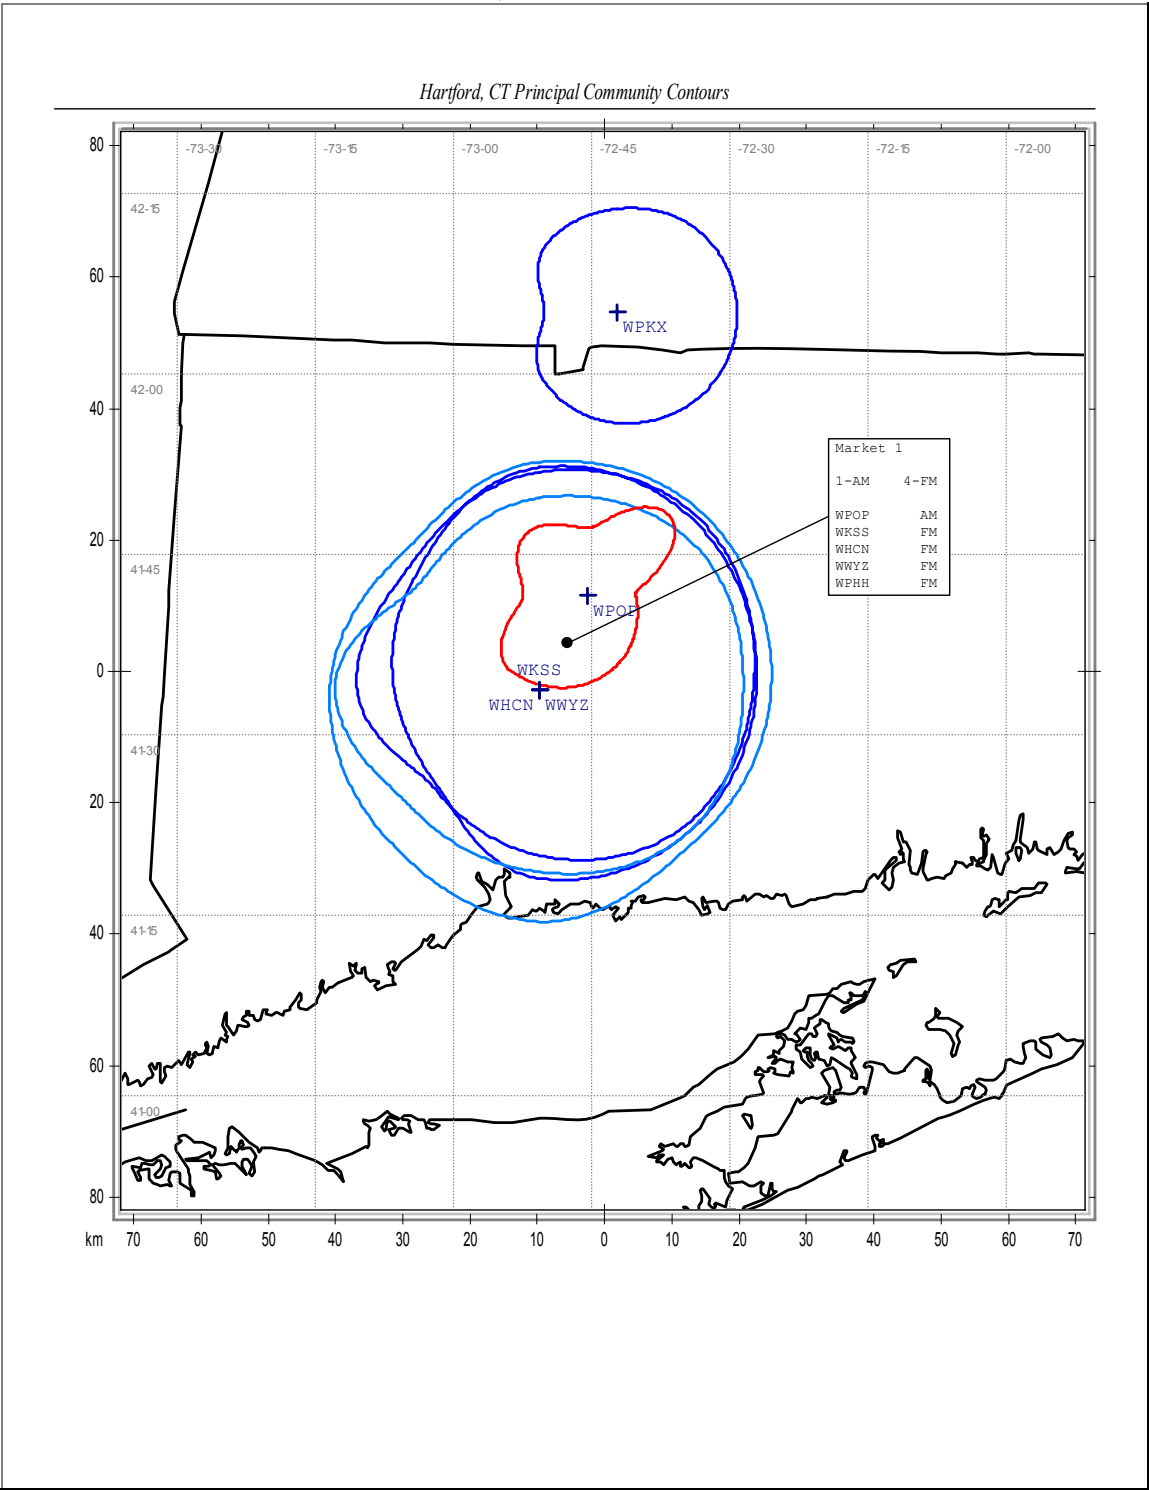 Hartford, CT Principal Community Contours
-73-30 -73-15 -73-00 -72-45 -72-30 -72-15 -72-00
80
42-15
60
WPKX
42-00
40
Market 1
1-AM 4-FM
WPOP AM
WKSS FM
WHCN FM
WWYZ FM
WPHH FM
20
41-45
WPOP
0
WKSS
WHCN WWYZ
41-30
20
41-15
40
60
41-00
80
km 70 60 50 40 30 20 10 0 10 20 30 40 50 60 70